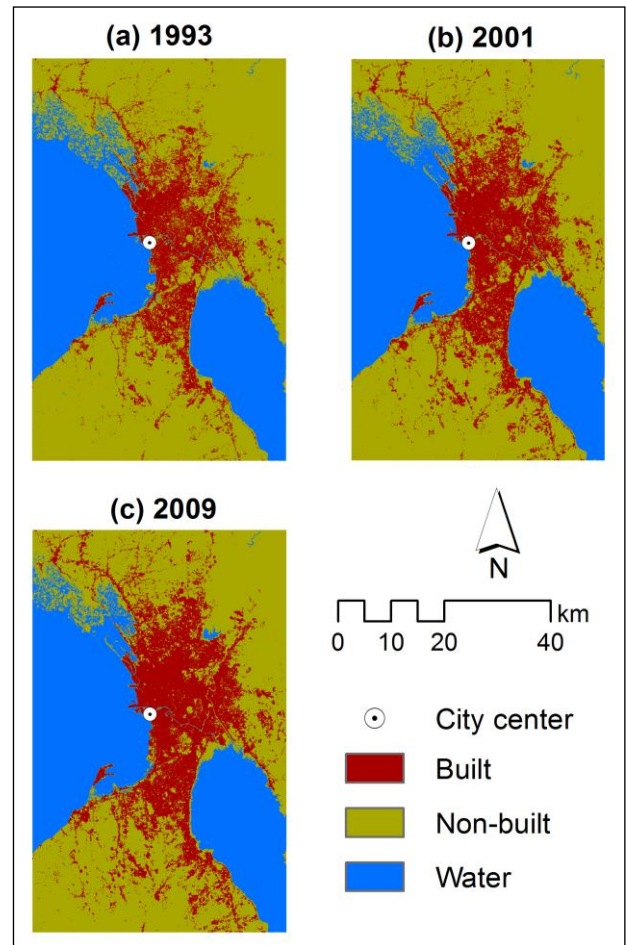 (a) 1993
(b) 2001
(c) 2009
N
km
0 10 20 40
City center
Built
Non-built
Water